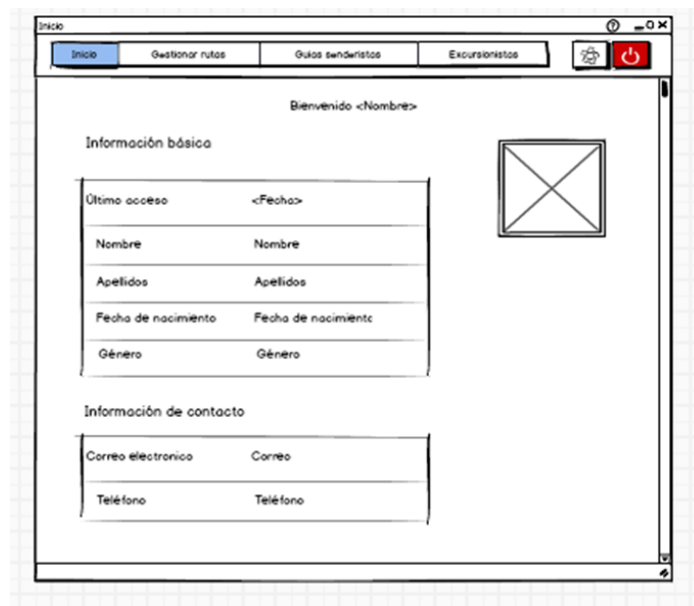 Inicio
Inicio Gestionar rutas Guias senderistas Excursionistas
Bienvenido <Nombre>
Información básica
Último acceso <Fecha>
Nombre Nombre
Apellidos Apellidos
Fecha de nacimiento Fecha de nacimiento
Género Género
Información de contacto
Correo electronico Correo
Teléfono Teléfono